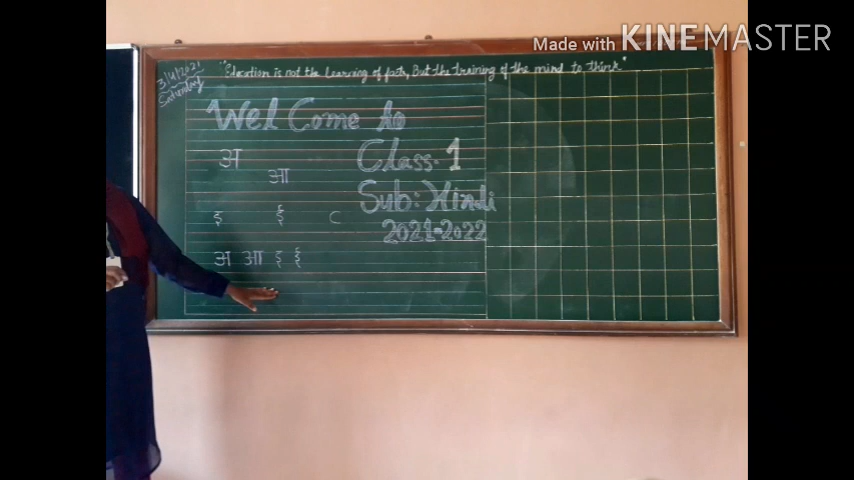 Made with KINEMASTER
"Education is not the learning of facts, But the training of the mind to think"
3/4/2021
Saturday
Wel Come to
Class-1
Sub: Hindi
2021-2022
अ
आ
इ ई C
अ आ इ ई